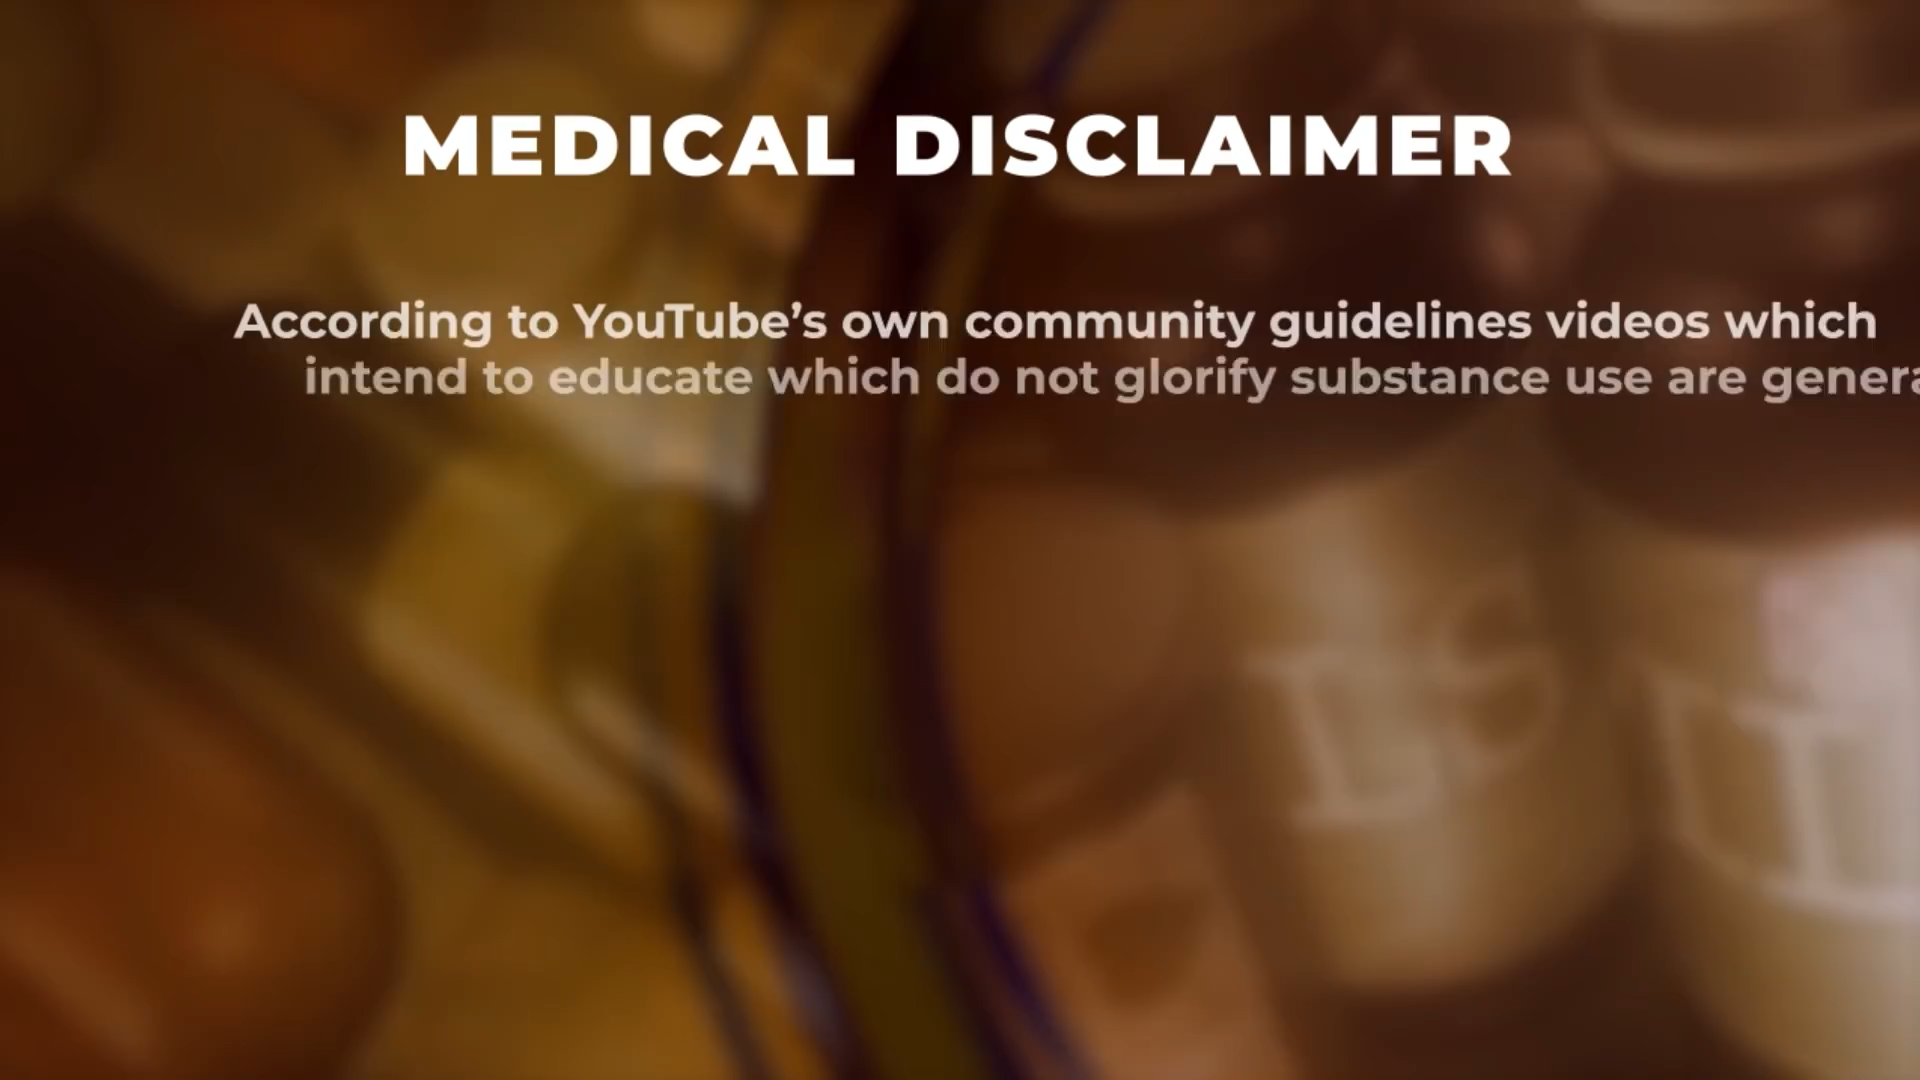 MEDICAL DISCLAIMER
According to YouTube’s own community guidelines videos which
intend to educate which do not glorify substance use are